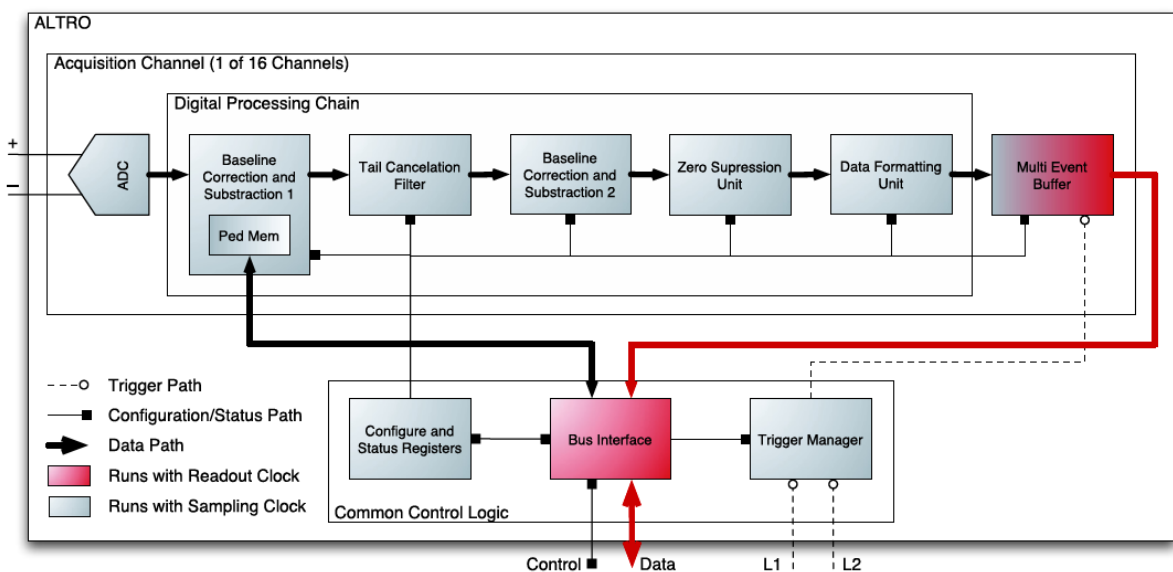 ALTRO
Acquisition Channel (1 of 16 Channels)
Digital Processing Chain
+
−
ADC
Baseline
Correction and
Substraction 1
Ped Mem
Tail Cancelation
Filter
Baseline
Correction and
Substraction 2
Zero Supression
Unit
Data Formatting
Unit
Multi Event
Buffer
Trigger Path
Configuration/Status Path
Data Path
Runs with Readout Clock
Runs with Sampling Clock
Configure and
Status Registers
Bus Interface
Trigger Manager
Common Control Logic
Control
Data
L1
L2